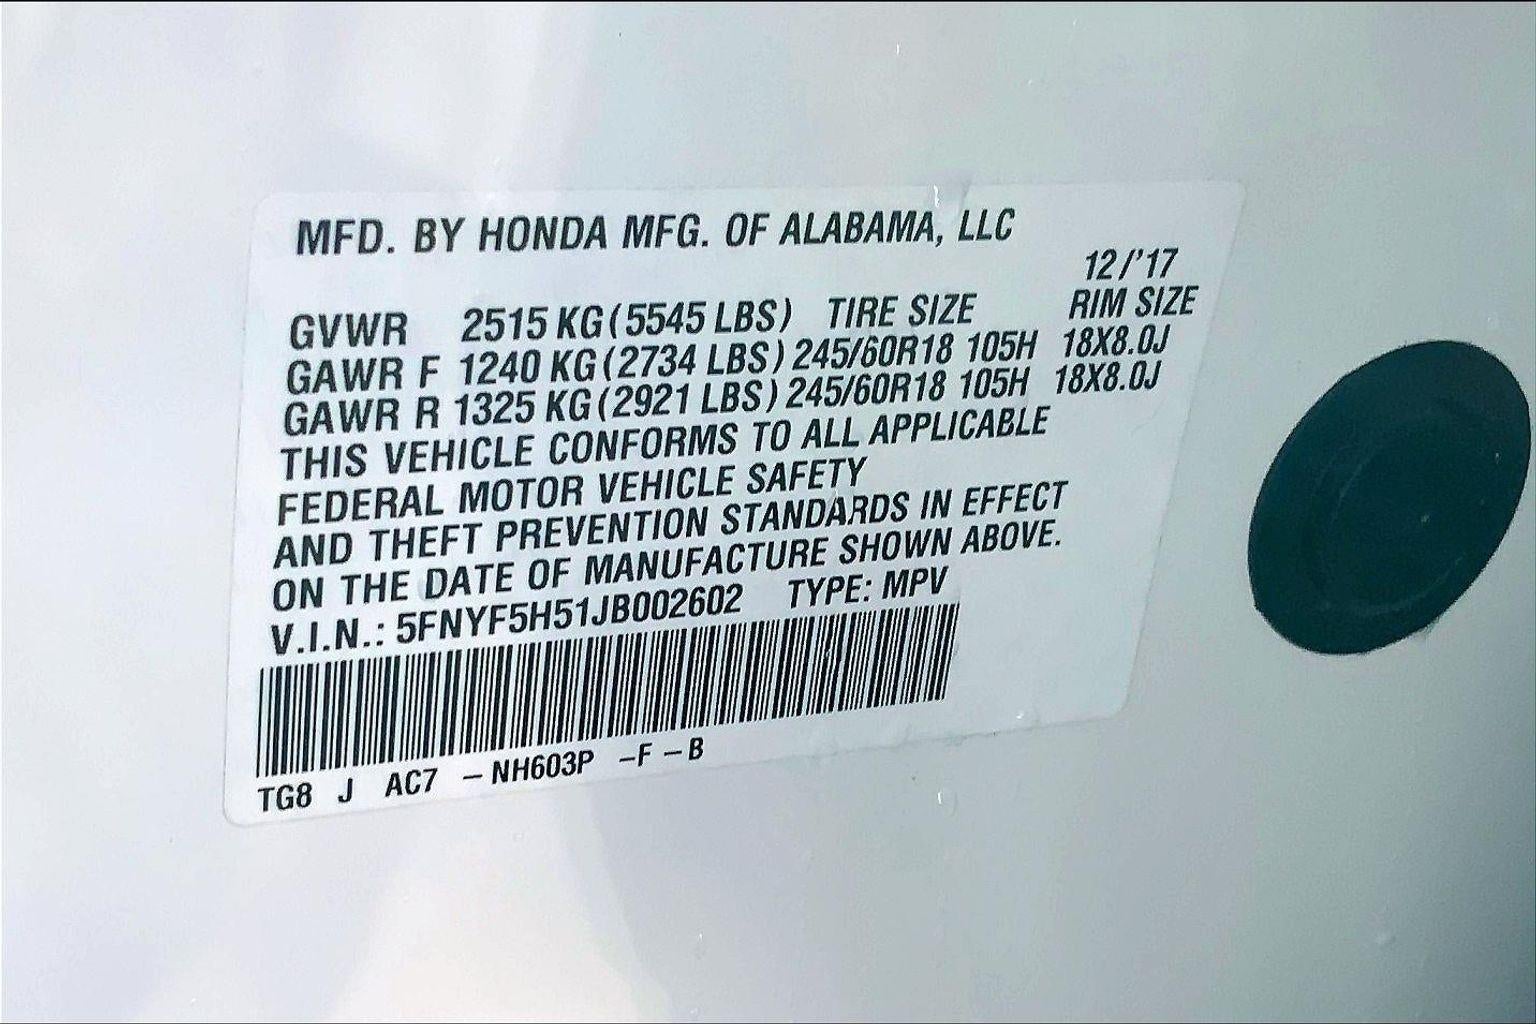 MFD. BY HONDA MFG. OF ALABAMA, LLC
12/'17
GVWR 2515 KG (5545 LBS) TIRE SIZE RIM SIZE
GAWR F 1240 KG (2734 LBS) 245/60R18 105H 18X8.0J
GAWR R 1325 KG (2921 LBS) 245/60R18 105H 18X8.0J
THIS VEHICLE CONFORMS TO ALL APPLICABLE
FEDERAL MOTOR VEHICLE SAFETY
AND THEFT PREVENTION STANDARDS IN EFFECT
ON THE DATE OF MANUFACTURE SHOWN ABOVE.
V.I.N.: 5FNYF5H51JB002602 TYPE: MPV
TG8 J AC7 – NH603P –F – B